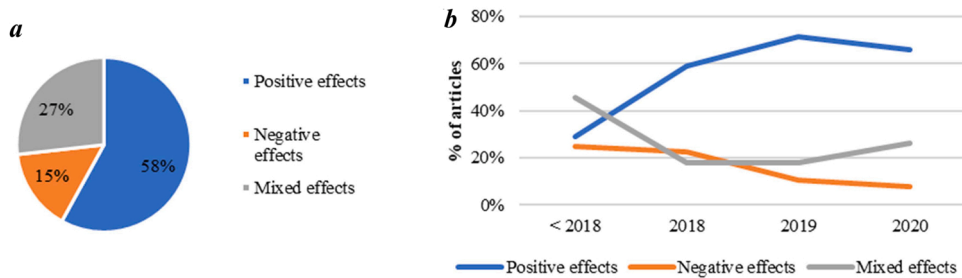 a
27%
15%
58%
Positive effects
Negative
effects
Mixed effects
b
% of articles
80%
60%
40%
20%
0%
< 2018
2018
2019
2020
Positive effects
Negative effects
Mixed effects